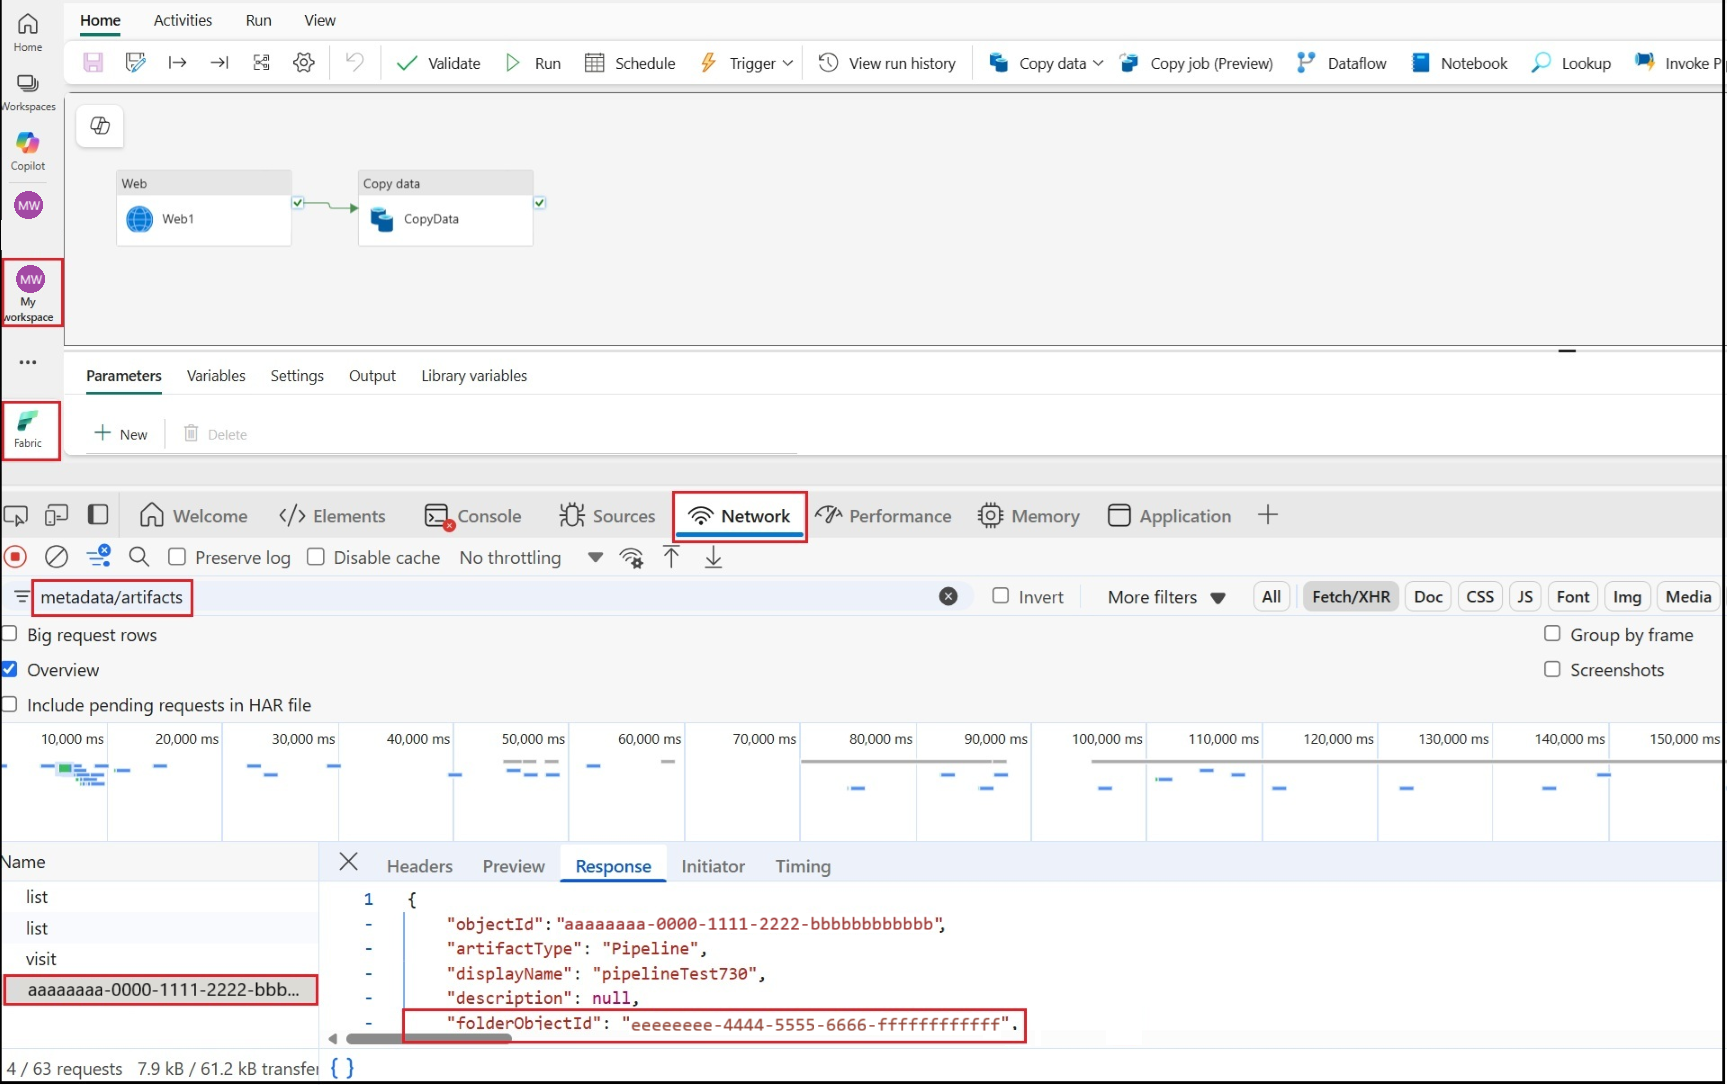 Home Activities Run View
Home
Validate Run Schedule Trigger View run history Copy data Copy job (Preview) Dataflow Notebook Lookup Invoke P
Workspaces
Copilot
MW
MW
My workspace
Web
Web1
Copy data
CopyData
...
Fabric
Parameters Variables Settings Output Library variables
New Delete
Welcome </> Elements Console Sources Network Performance Memory Application
Preserve log Disable cache No throttling
metadata/artifacts Invert More filters All Fetch/XHR Doc CSS JS Font Img Media
Big request rows Group by frame
Overview Screenshots
Include pending requests in HAR file
10,000 ms 20,000 ms 30,000 ms 40,000 ms 50,000 ms 60,000 ms 70,000 ms 80,000 ms 90,000 ms 100,000 ms 110,000 ms 120,000 ms 130,000 ms 140,000 ms 150,000 ms
Name
list
list
visit
aaaaaaaa-0000-1111-2222-bbb...
Headers Preview Response Initiator Timing
1 {
- "objectId":"aaaaaaaa-0000-1111-2222-bbbbbbbbbbbb",
- "artifactType": "Pipeline",
- "displayName": "pipelineTest730",
- "description": null,
- "folderObjectId": "eeeeeeee-4444-5555-6666-ffffffffffff".
4 / 63 requests 7.9 kB / 61.2 kB transfer { }